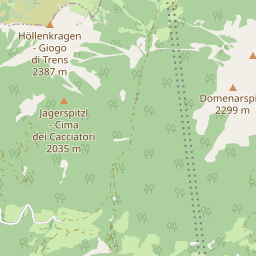 Höllenkragen
- Giogo
di Trens
2387 m
Jagerspitzl
- Cima
dei Cacciatori
2035 m
Domenarspi
2299 m